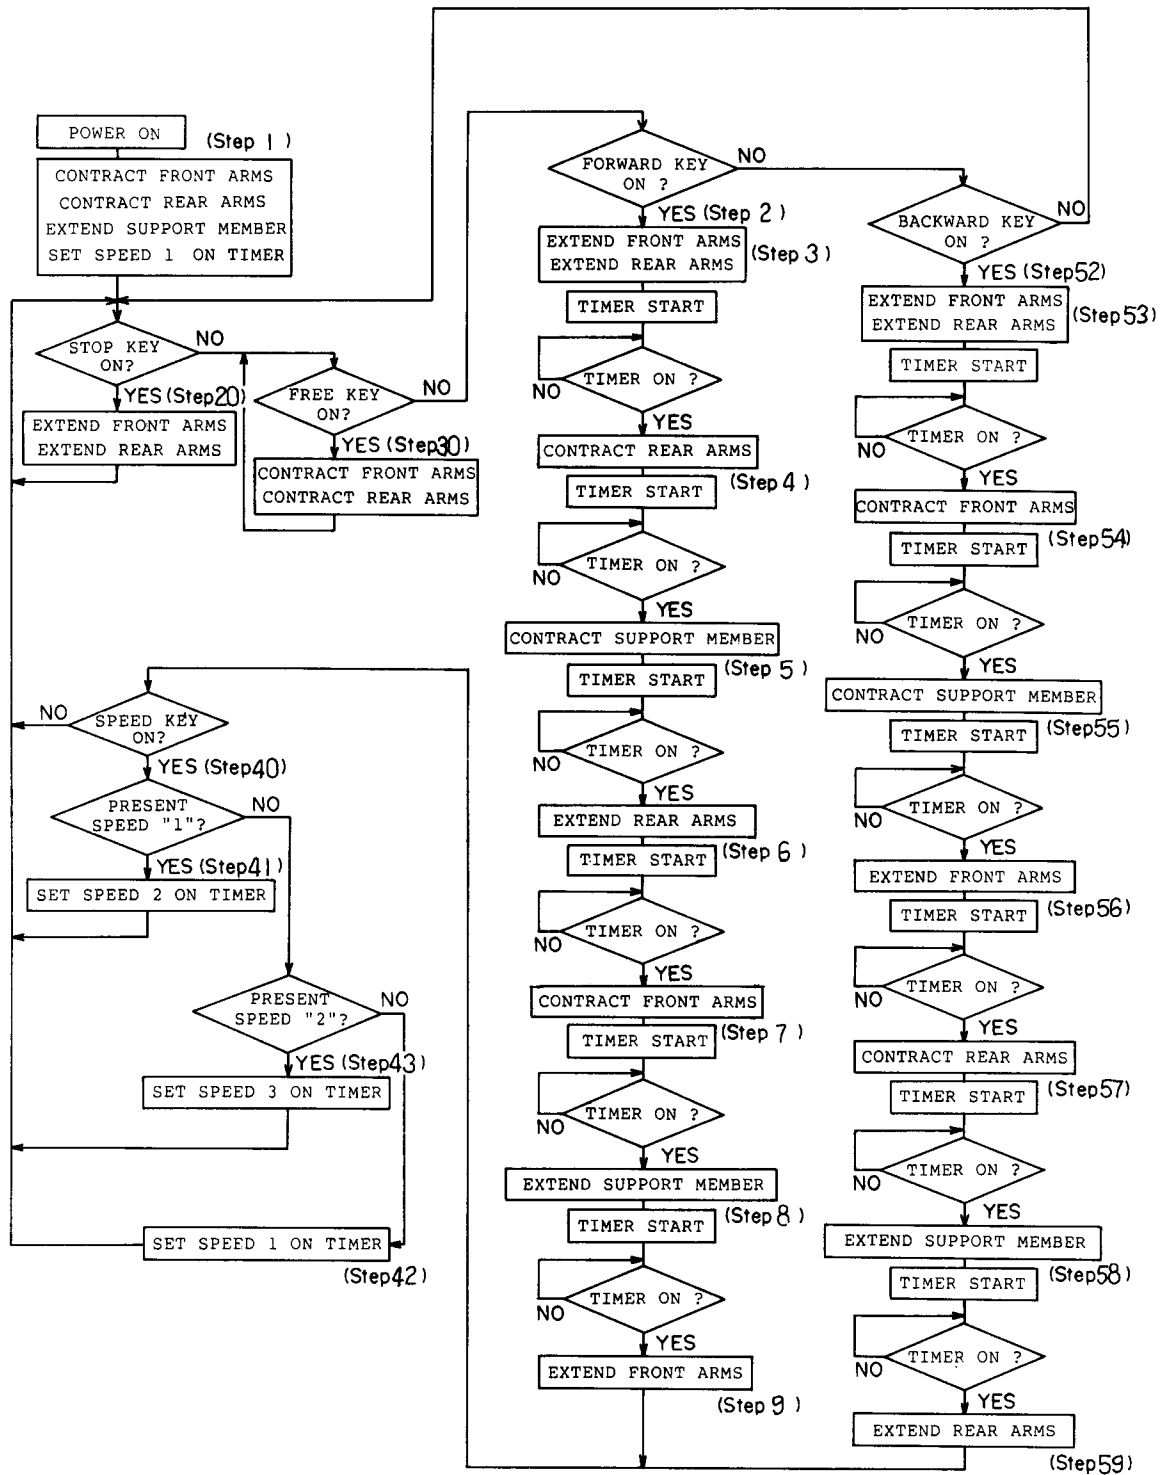 POWER ON
(Step 1)
CONTRACT FRONT ARMS
CONTRACT REAR ARMS
EXTEND SUPPORT MEMBER
SET SPEED 1 ON TIMER
STOP KEY
ON?
NO
YES (Step20)
EXTEND FRONT ARMS
EXTEND REAR ARMS
FREE KEY
ON?
NO
YES (Step30)
CONTRACT FRONT ARMS
CONTRACT REAR ARMS
SPEED KEY
ON?
NO
YES (Step40)
PRESENT
SPEED "1"?
NO
YES (Step41)
SET SPEED 2 ON TIMER
PRESENT
SPEED "2"?
NO
YES (Step43)
SET SPEED 3 ON TIMER
SET SPEED 1 ON TIMER
(Step42)
FORWARD KEY
ON ?
NO
YES (Step 2)
EXTEND FRONT ARMS
EXTEND REAR ARMS
(Step 3)
TIMER START
TIMER ON ?
NO
YES
CONTRACT REAR ARMS
(Step 4)
TIMER START
TIMER ON ?
NO
YES
CONTRACT SUPPORT MEMBER
(Step 5)
TIMER START
TIMER ON ?
NO
YES
EXTEND REAR ARMS
(Step 6)
TIMER START
TIMER ON ?
NO
YES
CONTRACT FRONT ARMS
(Step 7)
TIMER START
TIMER ON ?
NO
YES
EXTEND SUPPORT MEMBER
(Step 8)
TIMER START
TIMER ON ?
NO
YES
EXTEND FRONT ARMS
(Step 9)
BACKWARD KEY
ON ?
NO
YES (Step52)
EXTEND FRONT ARMS
EXTEND REAR ARMS
(Step53)
TIMER START
TIMER ON ?
NO
YES
CONTRACT FRONT ARMS
(Step54)
TIMER START
TIMER ON ?
NO
YES
CONTRACT SUPPORT MEMBER
(Step55)
TIMER START
TIMER ON ?
NO
YES
EXTEND FRONT ARMS
(Step56)
TIMER START
TIMER ON ?
NO
YES
CONTRACT REAR ARMS
(Step57)
TIMER START
TIMER ON ?
NO
YES
EXTEND SUPPORT MEMBER
(Step58)
TIMER START
TIMER ON ?
NO
YES
EXTEND REAR ARMS
(Step59)